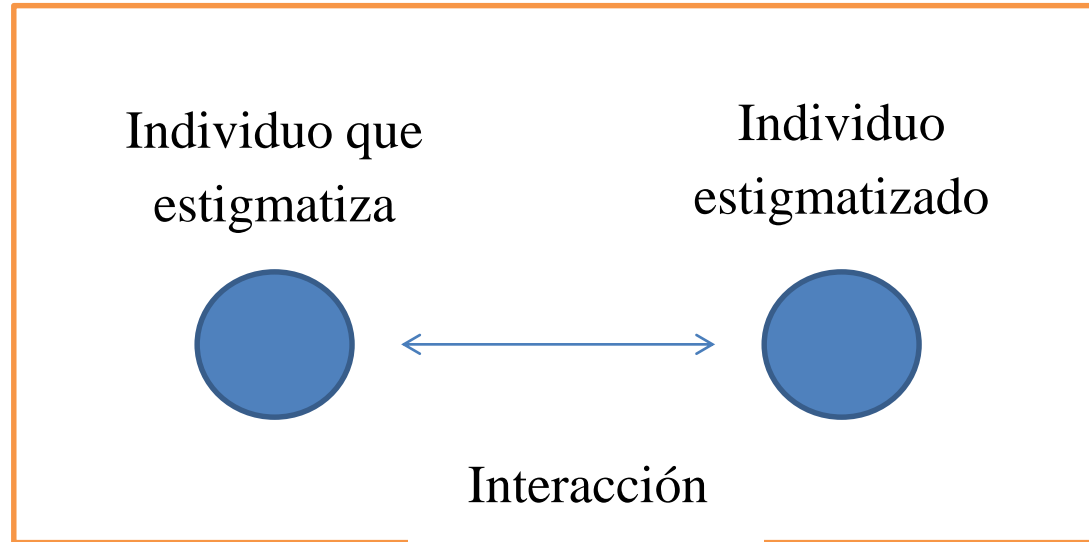 Individuo que
estigmatiza
Individuo
estigmatizado
Interacción